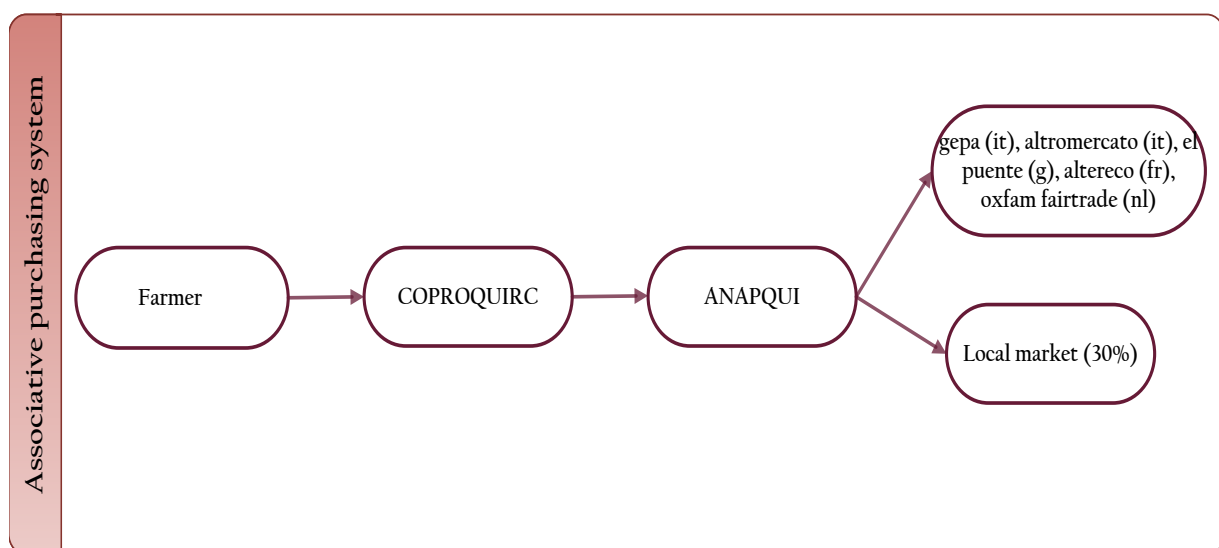 Associative purchasing system
Farmer
COPROQUIRC
ANAPQUI
gepa (it), altromercato (it), el
puente (g), altereco (fr),
oxfam fairtrade (nl)
Local market (30%)